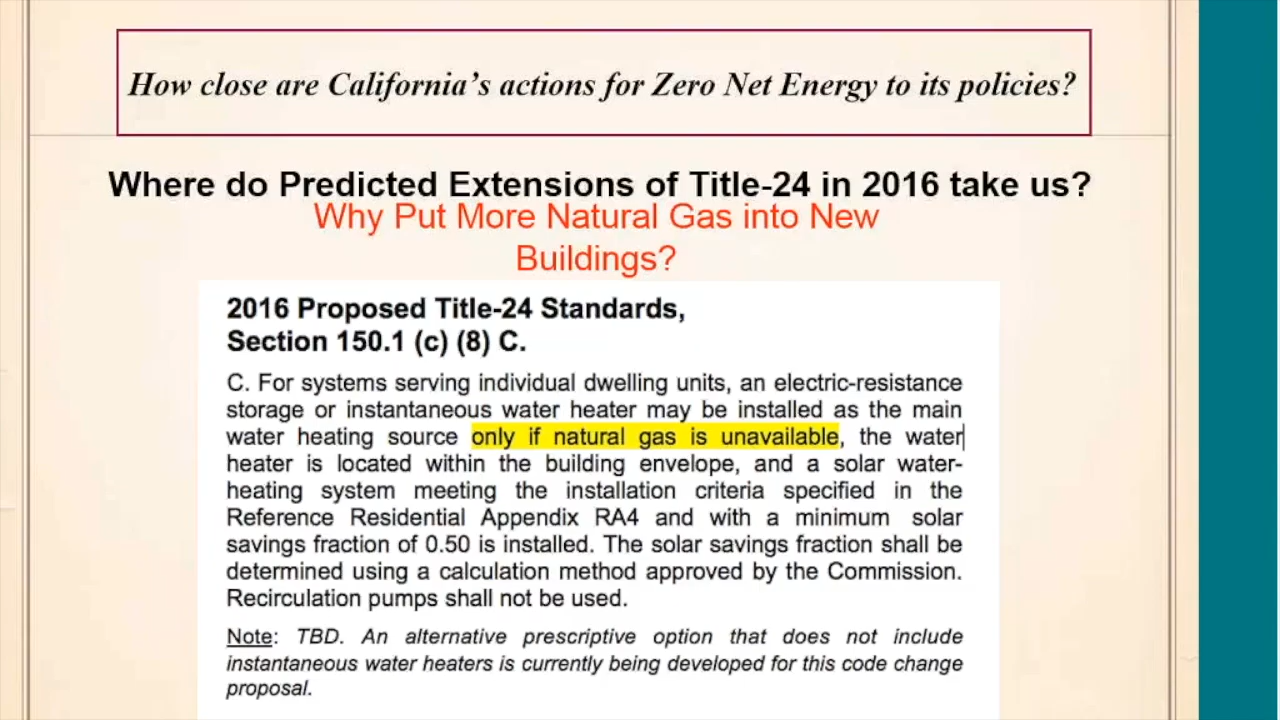 How close are California's actions for Zero Net Energy to its policies?
Where do Predicted Extensions of Title-24 in 2016 take us?
Why Put More Natural Gas into New
Buildings?
2016 Proposed Title-24 Standards,
Section 150.1 (c) (8) C.
C. For systems serving individual dwelling units, an electric-resistance
storage or instantaneous water heater may be installed as the main
water heating source only if natural gas is unavailable, the water
heater is located within the building envelope, and a solar water-
heating system meeting the installation criteria specified in the
Reference Residential Appendix RA4 and with a minimum solar
savings fraction of 0.50 is installed. The solar savings fraction shall be
determined using a calculation method approved by the Commission.
Recirculation pumps shall not be used.
Note: TBD. An alternative prescriptive option that does not include
instantaneous water heaters is currently being developed for this code change
proposal.